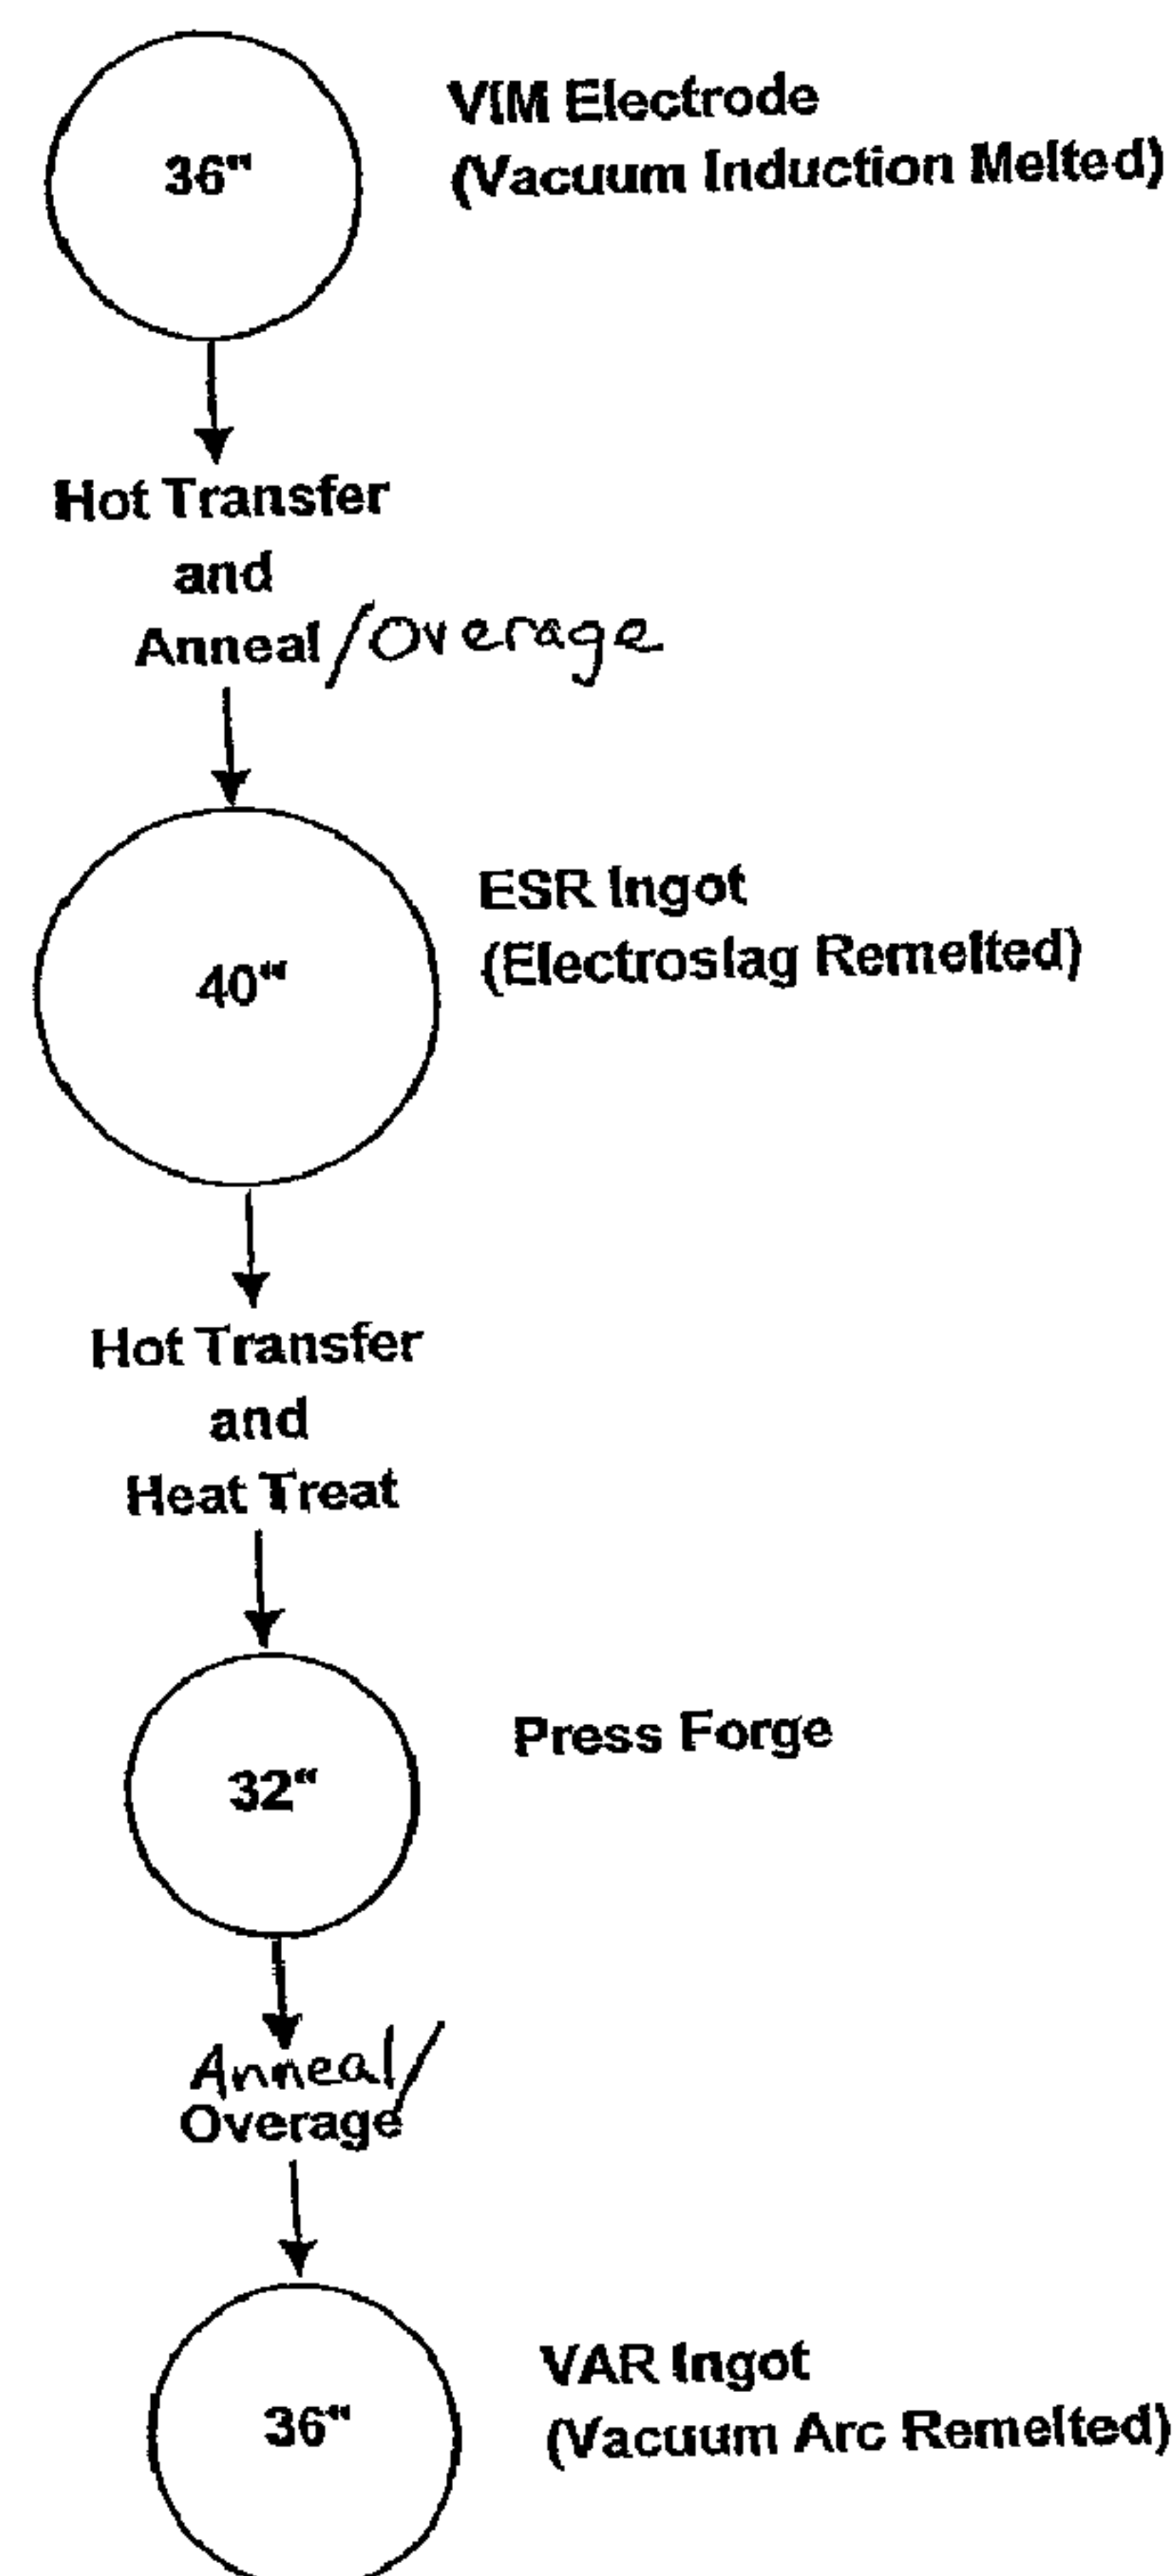 36"
VIM Electrode
(Vacuum Induction Melted)
Hot Transfer
and
Anneal/Overage
40"
ESR Ingot
(Electroslag Remelted)
Hot Transfer
and
Heat Treat
32"
Press Forge
Anneal/
Overage
36"
VAR Ingot
(Vacuum Arc Remelted)